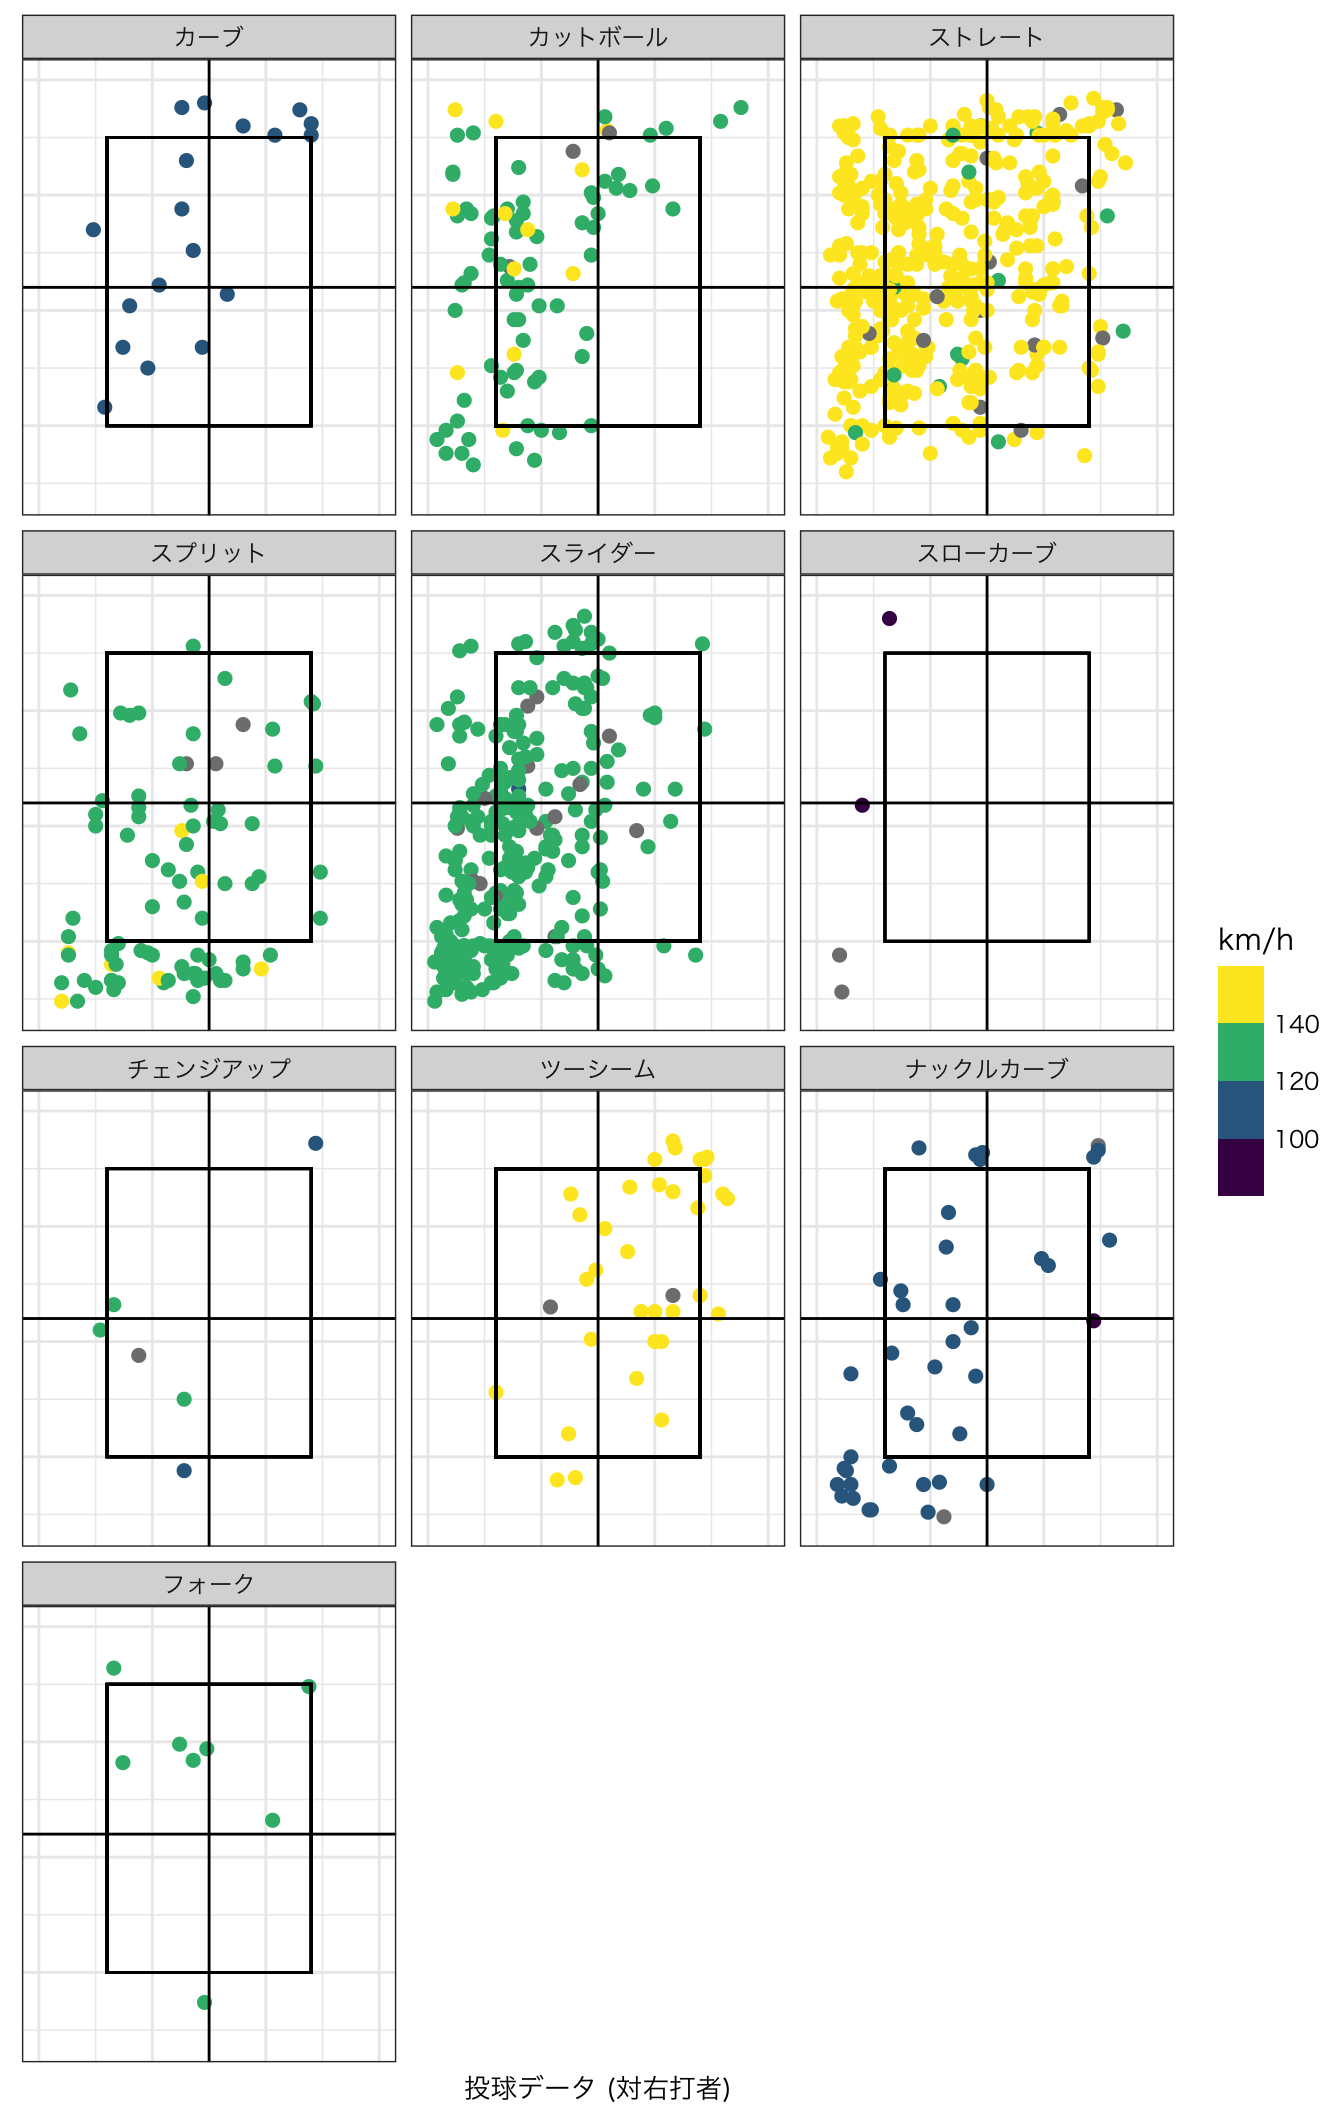 カーブ
カットボール
ストレート
スプリット
スライダー
スローカーブ
チェンジアップ
ツーシーム
ナックルカーブ
フォーク
km/h
140
120
100
投球データ (対右打者)